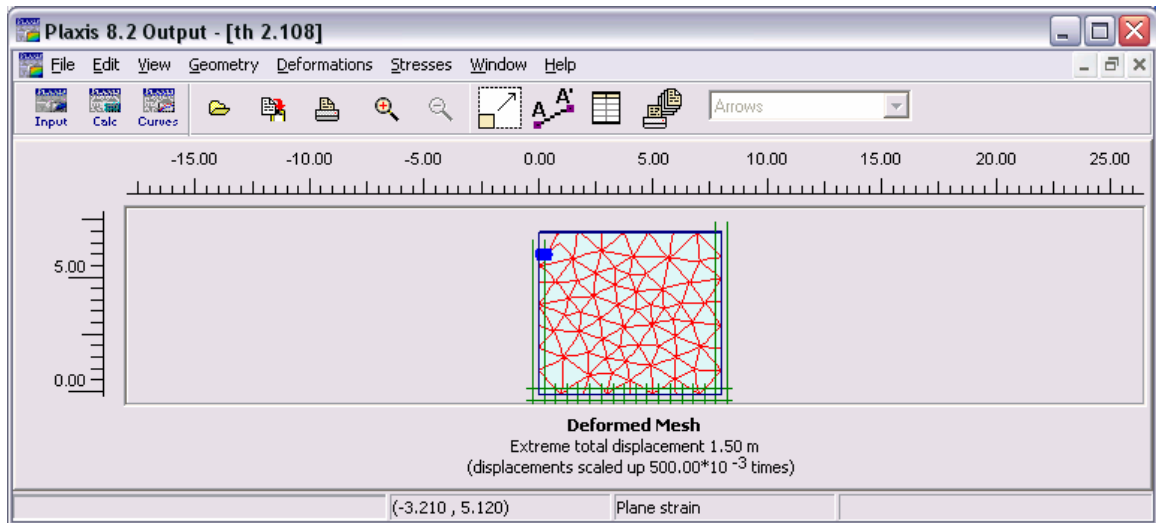 Plaxis 8.2 Output - [th 2.108]
File Edit View Geometry Deformations Stresses Window Help
PLAXIS PLAXIS PLAXIS
Input Calc Curves A A' Arrows
-15.00 -10.00 -5.00 0.00 5.00 10.00 15.00 20.00 25.00
5.00
0.00
Deformed Mesh
Extreme total displacement 1.50 m
(displacements scaled up 500.00*10 -3 times)
(-3.210 , 5.120) Plane strain